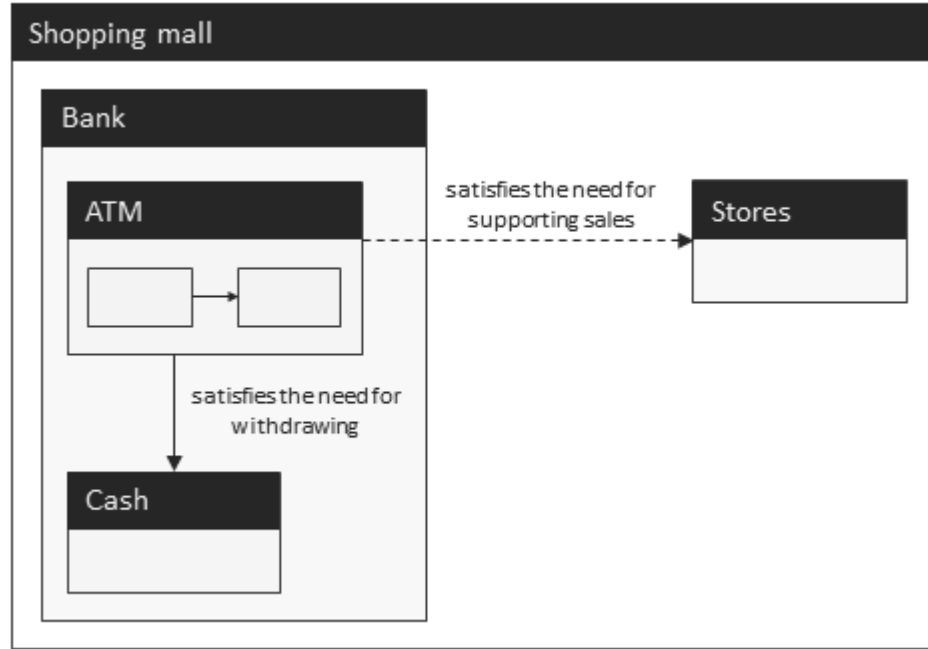 Shopping mall
Bank
ATM
satisfies the need for
supporting sales
Stores
satisfies the need for
withdrawing
Cash